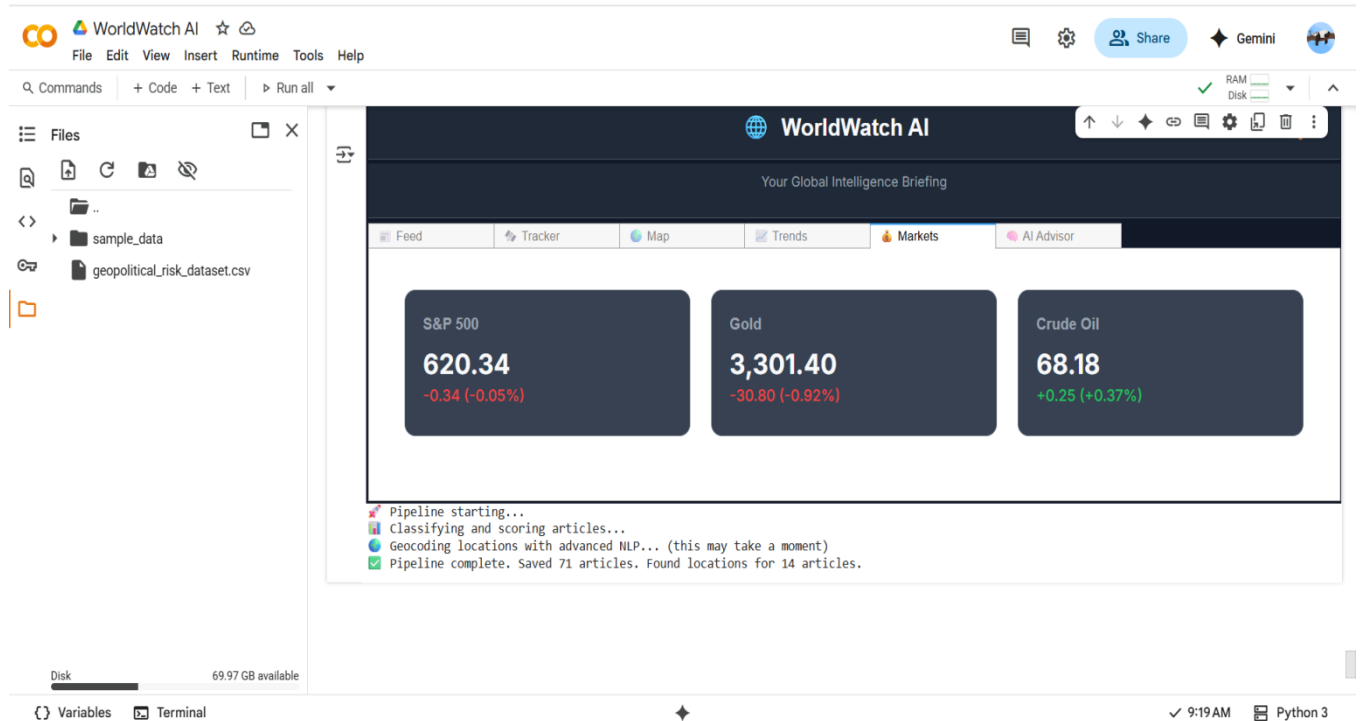 WorldWatch AI
File Edit View Insert Runtime Tools Help
Share
Gemini
Commands + Code + Text Run all
RAM
Disk
Files
..
sample_data
geopolitical_risk_dataset.csv
WorldWatch AI
Your Global Intelligence Briefing
Feed Tracker Map Trends Markets AI Advisor
S&P 500
620.34
-0.34 (-0.05%)
Gold
3,301.40
-30.80 (-0.92%)
Crude Oil
68.18
+0.25 (+0.37%)
Pipeline starting...
Classifying and scoring articles...
Geocoding locations with advanced NLP... (this may take a moment)
Pipeline complete. Saved 71 articles. Found locations for 14 articles.
Disk 69.97 GB available
Variables Terminal 9:19 AM Python 3